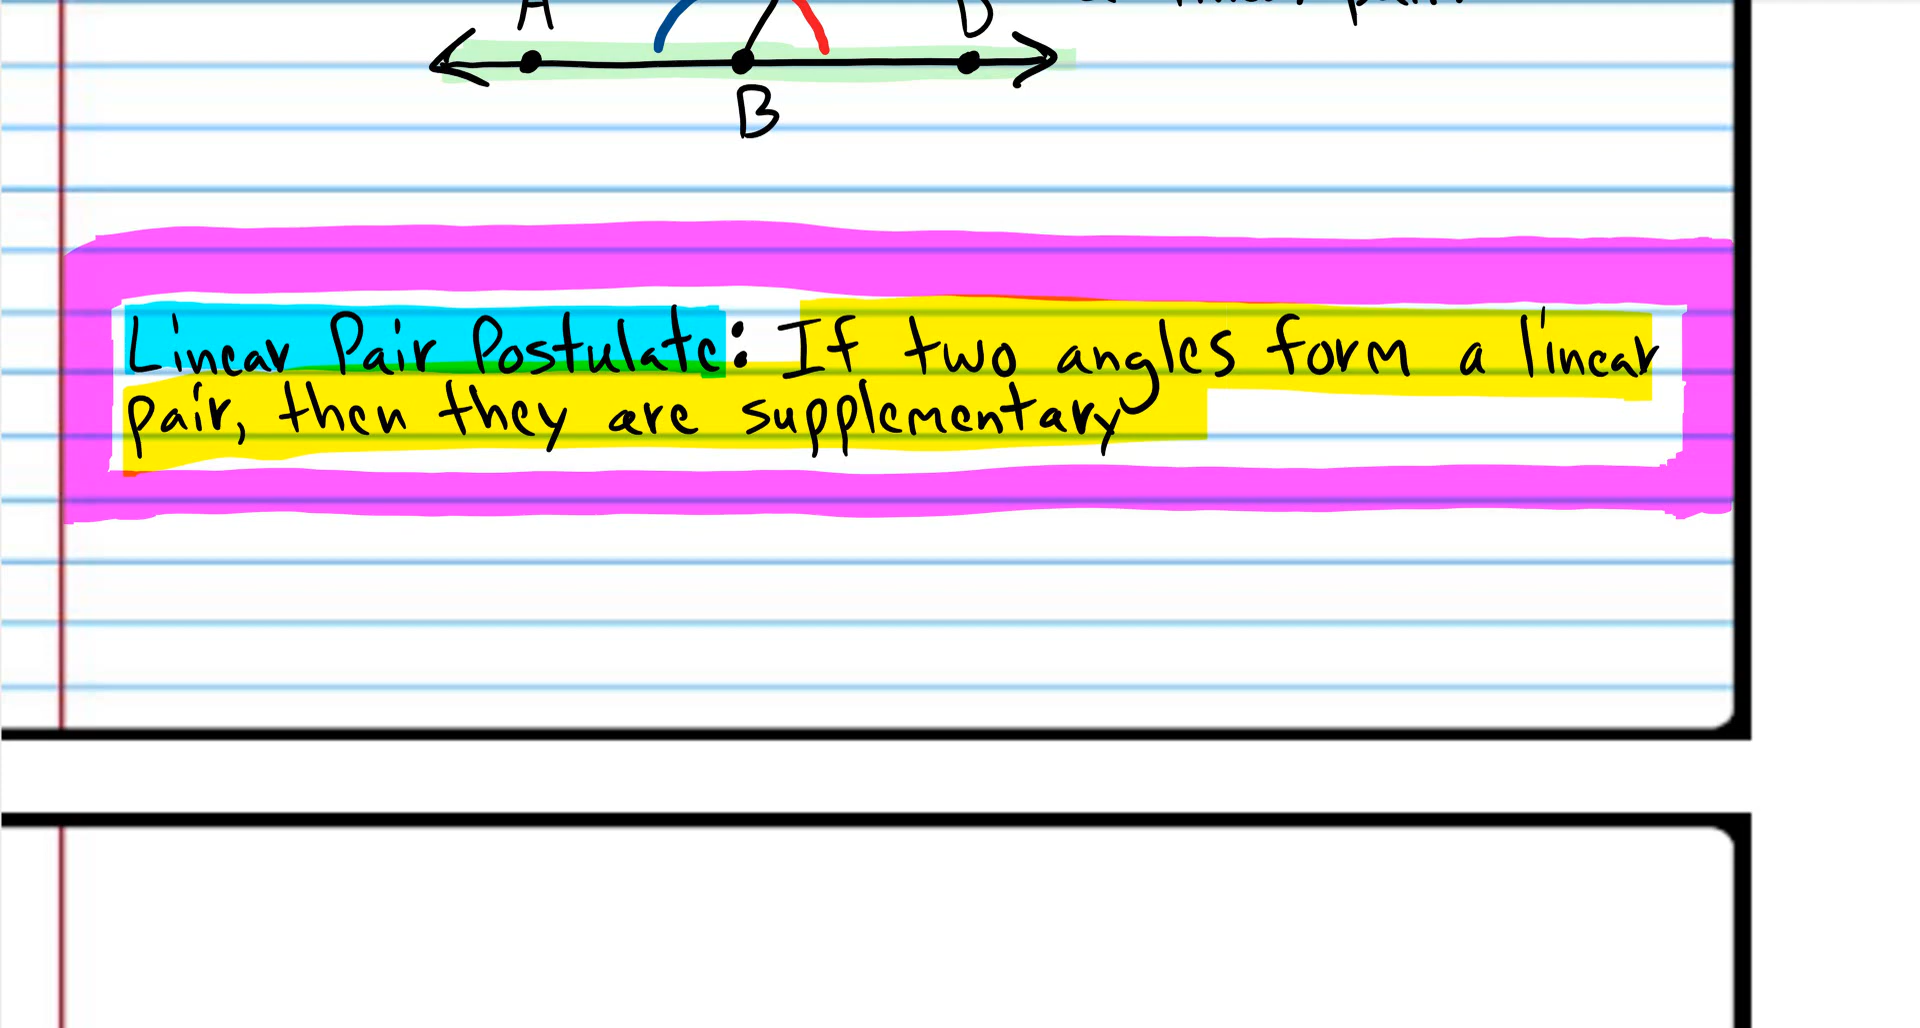 A D
B
Linear Pair Postulate: If two angles form a linear
pair, then they are supplementary